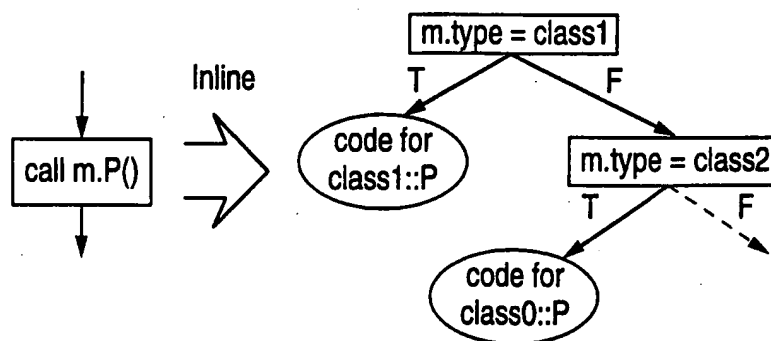 m.type = class1
T
F
Inline
call m.P()
code for
class1::P
m.type = class2
T
F
code for
class0::P